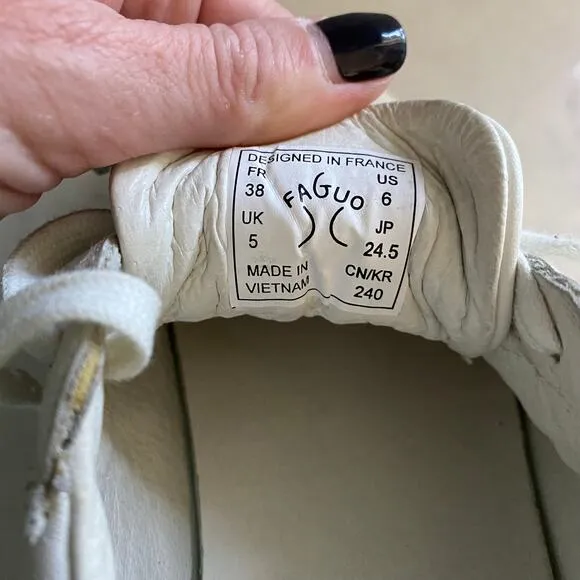 DESIGNED IN FRANCE
FR
38
UK
5
FAGUO
US
6
JP
24.5
MADE IN
VIETNAM
CN/KR
240